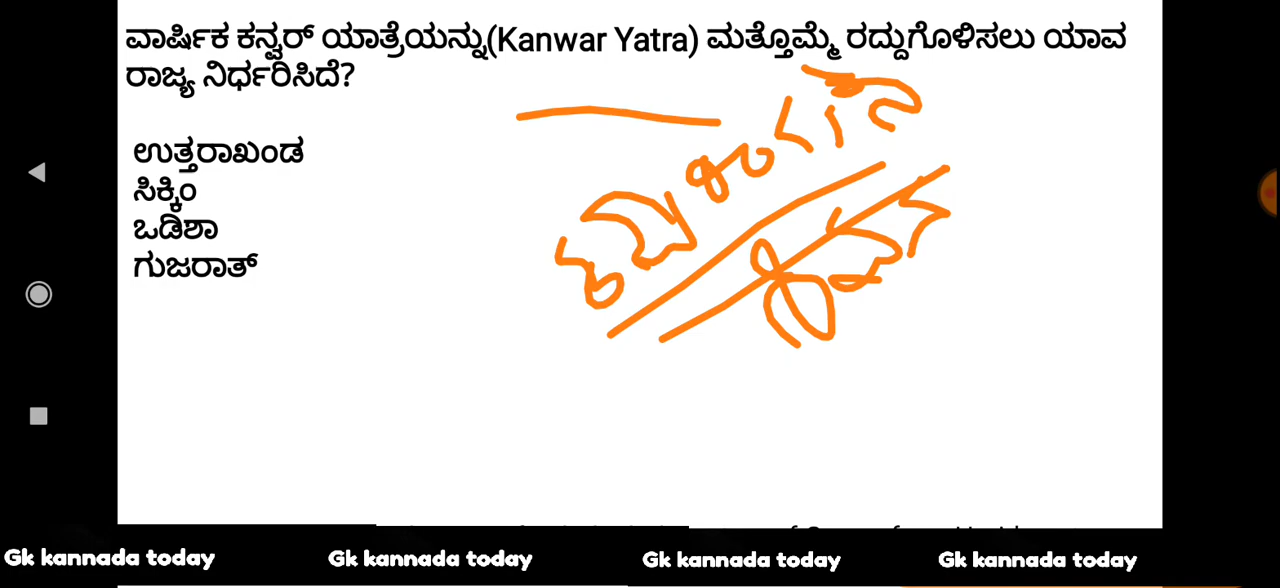 ವಾರ್ಷಿಕ ಕನ್ವರ್ ಯಾತ್ರೆಯನ್ನು(Kanwar Yatra) ಮತ್ತೊಮ್ಮೆ ರದ್ದುಗೊಳಿಸಲು ಯಾವ
ರಾಜ್ಯ ನಿರ್ಧರಿಸಿದೆ?
ಉತ್ತರಾಖಂಡ
ಸಿಕ್ಕಿಂ
ಒಡಿಶಾ
ಗುಜರಾತ್
Gk kannada today Gk kannada today Gk kannada today Gk kannada today